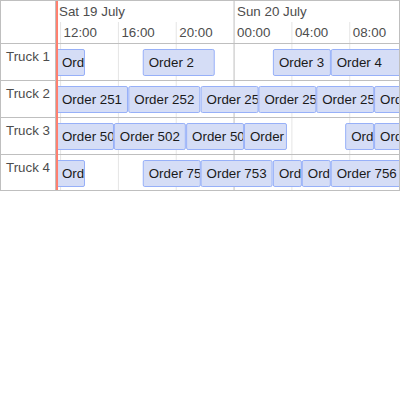 Sat 19 July Sun 20 July
12:00 16:00 20:00 00:00 04:00 08:00
Truck 1 Ord Order 2 Order 3 Order 4
Truck 2 Order 251 Order 252 Order 25 Order 25 Order 25 Ord
Truck 3 Order 50 Order 502 Order 50 Order Ord Ord
Truck 4 Ord Order 75 Order 753 Ord Ord Order 756